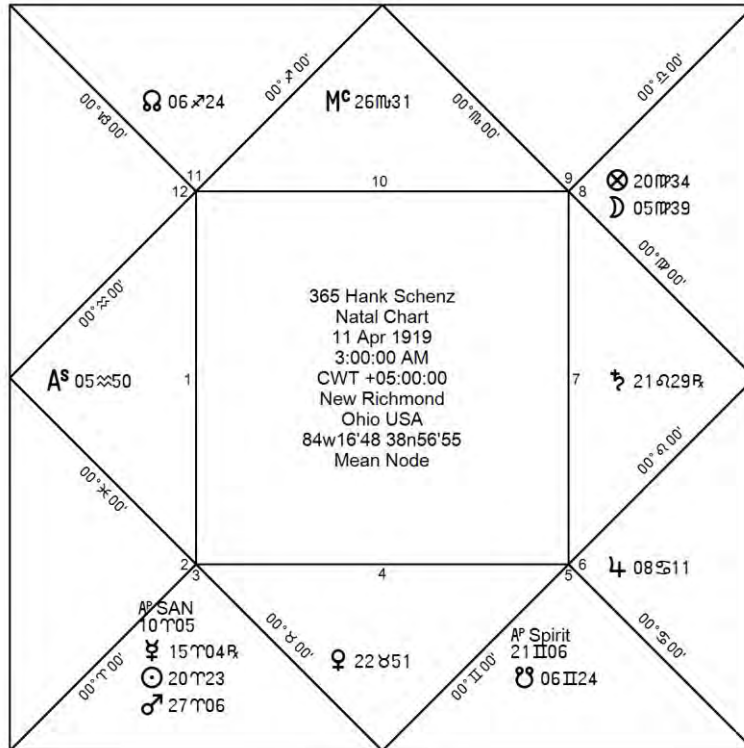 ☊ 06♐24
00°♐00'
Mc 26♏31
00°♑00'
00°♏00'
00°♎00'
11
12
10
9
8
⊗ 20♍34
☽ 05♍39
00°♍00'
00°♒00'
365 Hank Schenz
Natal Chart
11 Apr 1919
3:00:00 AM
CWT +05:00:00
New Richmond
Ohio USA
84w16'48 38n56'55
Mean Node
As 05♒50
1
7
♄ 21♌29℞
00°♓00'
00°♌00'
2
3
4
5
6
♃ 08♋11
AP SAN
10♈05
☿ 15♈04℞
☉ 20♈23
♂ 27♈06
00°♈00'
00°♉00'
♀ 22♉51
AP Spirit
21♊06
☋ 06♊24
00°♊00'
00°♋00'